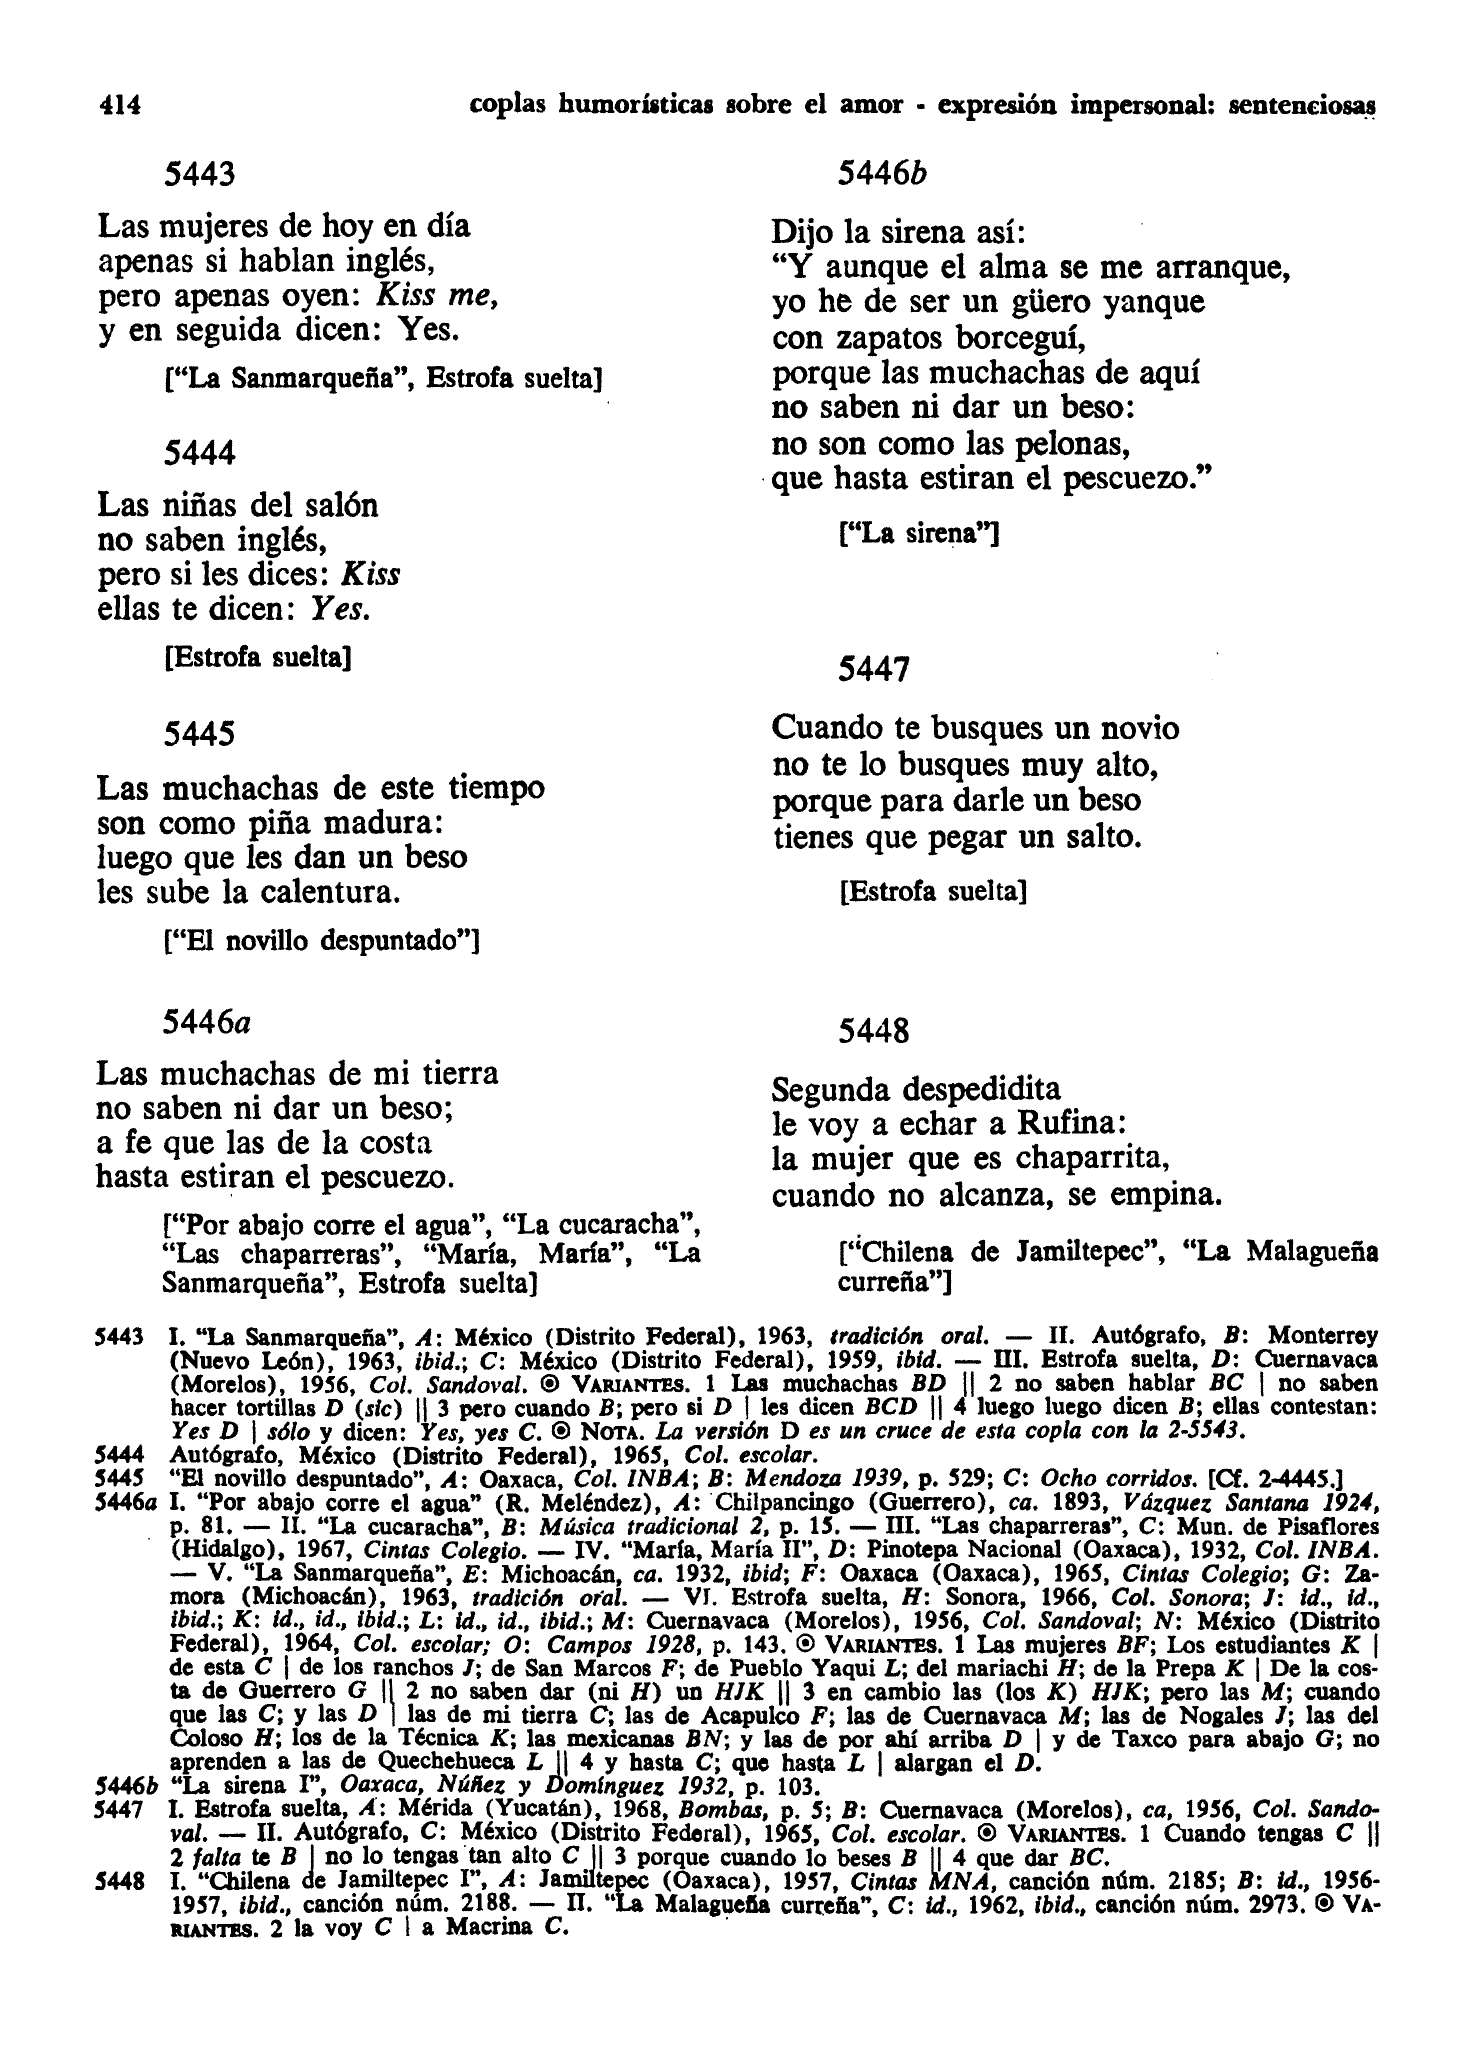 414 coplas humorísticas sobre el amor - expresión impersonal: sentenciosas
5443
Las mujeres de hoy en día
apenas si hablan inglés,
pero apenas oyen: Kiss me,
y en seguida dicen: Yes.
[“La Sanmarqueña”, Estrofa suelta]
5444
Las niñas del salón
no saben inglés,
pero si les dices: Kiss
ellas te dicen: Yes.
[Estrofa suelta]
5445
Las muchachas de este tiempo
son como piña madura:
luego que les dan un beso
les sube la calentura.
[“El novillo despuntado”]
5446a
Las muchachas de mi tierra
no saben ni dar un beso;
a fe que las de la costa
hasta estiran el pescuezo.
[“Por abajo corre el agua”, “La cucaracha”,
“Las chaparreras”, “María, María”, “La
Sanmarqueña”, Estrofa suelta]
5446b
Dijo la sirena así:
“Y aunque el alma se me arranque,
yo he de ser un güero yanque
con zapatos borceguí,
porque las muchachas de aquí
no saben ni dar un beso:
no son como las pelonas,
que hasta estiran el pescuezo.”
[“La sirena”]
5447
Cuando te busques un novio
no te lo busques muy alto,
porque para darle un beso
tienes que pegar un salto.
[Estrofa suelta]
5448
Segunda despedidita
le voy a echar a Rufina:
la mujer que es chaparrita,
cuando no alcanza, se empina.
[“Chilena de Jamiltepec”, “La Malagueña
curreña”]
5443 I. “La Sanmarqueña”, A: México (Distrito Federal), 1963, tradición oral. — II. Autógrafo, B: Monterrey
(Nuevo León), 1963, ibid.; C: México (Distrito Federal), 1959, ibid. — III. Estrofa suelta, D: Cuernavaca
(Morelos), 1956, Col. Sandoval. ⊙ VARIANTES. 1 Las muchachas BD || 2 no saben hablar BC | no saben
hacer tortillas D (sic) || 3 pero cuando B; pero si D | les dicen BCD || 4 luego luego dicen B; ellas contestan:
Yes D | sólo y dicen: Yes, yes C. ⊙ NOTA. La versión D es un cruce de esta copla con la 2-5543.
5444 Autógrafo, México (Distrito Federal), 1965, Col. escolar.
5445 “El novillo despuntado”, A: Oaxaca, Col. INBA; B: Mendoza 1939, p. 529; C: Ocho corridos. [Cf. 2-4445.]
5446a I. “Por abajo corre el agua” (R. Meléndez), A: Chilpancingo (Guerrero), ca. 1893, Vázquez Santana 1924,
p. 81. — II. “La cucaracha”, B: Música tradicional 2, p. 15. — III. “Las chaparreras”, C: Mun. de Pisaflores
(Hidalgo), 1967, Cintas Colegio. — IV. “María, María II”, D: Pinotepa Nacional (Oaxaca), 1932, Col. INBA.
— V. “La Sanmarqueña”, E: Michoacán, ca. 1932, ibid; F: Oaxaca (Oaxaca), 1965, Cintas Colegio; G: Za-
mora (Michoacán), 1963, tradición oral. — VI. Estrofa suelta, H: Sonora, 1966, Col. Sonora; J: id., id.,
ibid.; K: id., id., ibid.; L: id., id., ibid.; M: Cuernavaca (Morelos), 1956, Col. Sandoval; N: México (Distrito
Federal), 1964, Col. escolar; O: Campos 1928, p. 143. ⊙ VARIANTES. 1 Las mujeres BF; Los estudiantes K |
de esta C | de los ranchos J; de San Marcos F; de Pueblo Yaqui L; del mariachi H; de la Prepa K | De la cos-
ta de Guerrero G || 2 no saben dar (ni H) un HJK || 3 en cambio las (los K) HJK; pero las M; cuando
que las C; y las D | las de mi tierra C; las de Acapulco F; las de Cuernavaca M; las de Nogales J; las del
Coloso H; los de la Técnica K; las mexicanas BN; y las de por ahí arriba D | y de Taxco para abajo G; no
aprenden a las de Quechehueca L || 4 y hasta C; que hasta L | alargan el D.
5446b “La sirena I”, Oaxaca, Núñez y Domínguez 1932, p. 103.
5447 I. Estrofa suelta, A: Mérida (Yucatán), 1968, Bombas, p. 5; B: Cuernavaca (Morelos), ca, 1956, Col. Sando-
val. — II. Autógrafo, C: México (Distrito Federal), 1965, Col. escolar. ⊙ VARIANTES. 1 Cuando tengas C ||
2 falta te B | no lo tengas tan alto C || 3 porque cuando lo beses B || 4 que dar BC.
5448 I. “Chilena de Jamiltepec I”, A: Jamiltepec (Oaxaca), 1957, Cintas MNA, canción núm. 2185; B: id., 1956-
1957, ibid., canción núm. 2188. — II. “La Malagueña curreña”, C: id., 1962, ibid., canción núm. 2973. ⊙ VA-
RIANTES. 2 la voy C | a Macrina C.